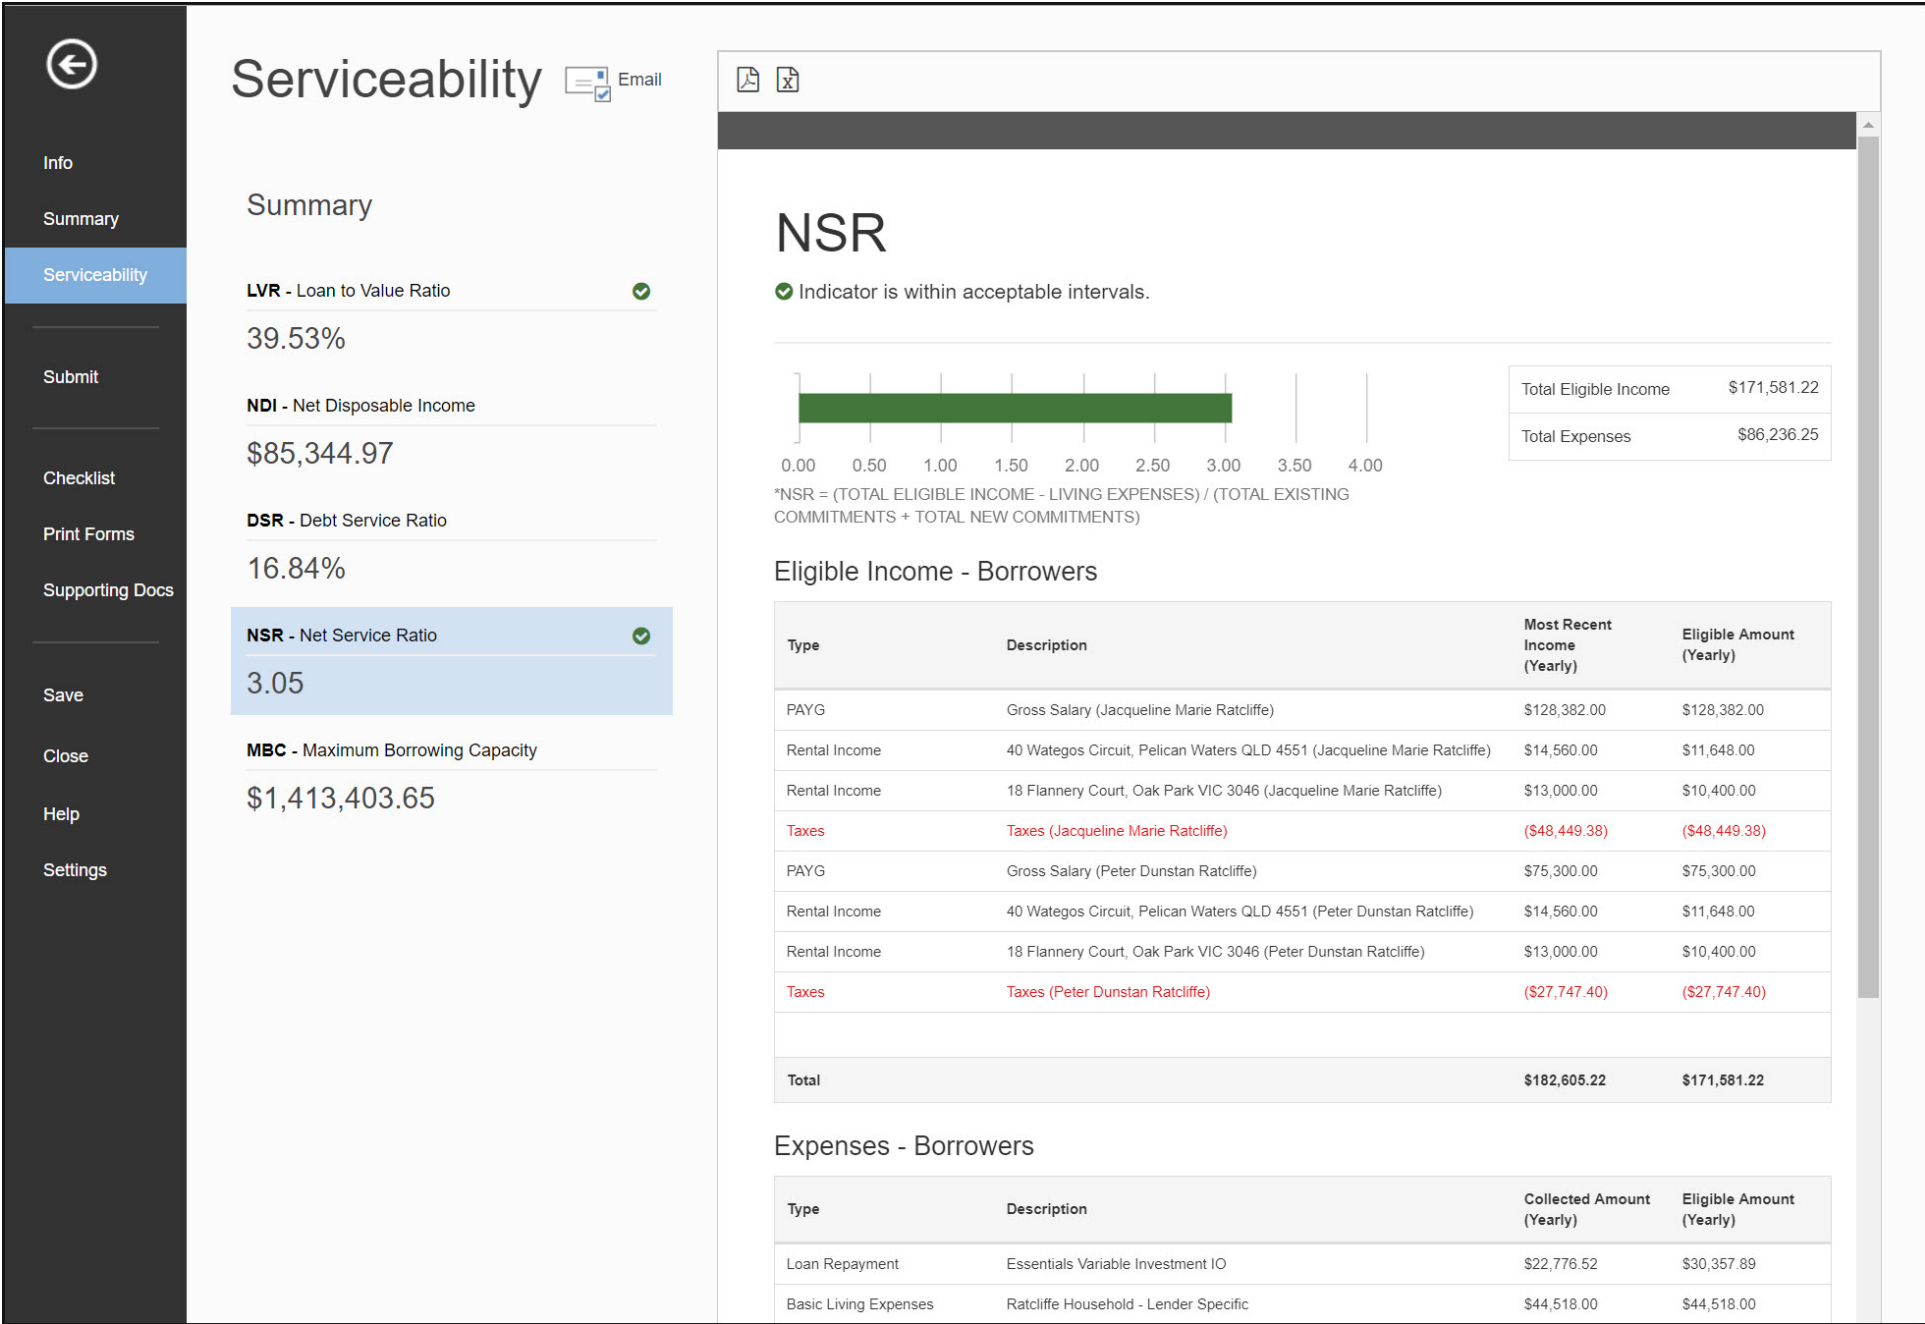 Info
Summary
Serviceability
Submit
Checklist
Print Forms
Supporting Docs
Save
Close
Help
Settings
Serviceability
Email
Summary
LVR - Loan to Value Ratio
39.53%
NDI - Net Disposable Income
$85,344.97
DSR - Debt Service Ratio
16.84%
NSR - Net Service Ratio
3.05
MBC - Maximum Borrowing Capacity
$1,413,403.65
NSR
Indicator is within acceptable intervals.
0.00 0.50 1.00 1.50 2.00 2.50 3.00 3.50 4.00
*NSR = (TOTAL ELIGIBLE INCOME - LIVING EXPENSES) / (TOTAL EXISTING
COMMITMENTS + TOTAL NEW COMMITMENTS)
Total Eligible Income $171,581.22
Total Expenses $86,236.25
Eligible Income - Borrowers
Type Description Most Recent Income (Yearly) Eligible Amount (Yearly)
PAYG Gross Salary (Jacqueline Marie Ratcliffe) $128,382.00 $128,382.00
Rental Income 40 Wategos Circuit, Pelican Waters QLD 4551 (Jacqueline Marie Ratcliffe) $14,560.00 $11,648.00
Rental Income 18 Flannery Court, Oak Park VIC 3046 (Jacqueline Marie Ratcliffe) $13,000.00 $10,400.00
Taxes Taxes (Jacqueline Marie Ratcliffe) ($48,449.38) ($48,449.38)
PAYG Gross Salary (Peter Dunstan Ratcliffe) $75,300.00 $75,300.00
Rental Income 40 Wategos Circuit, Pelican Waters QLD 4551 (Peter Dunstan Ratcliffe) $14,560.00 $11,648.00
Rental Income 18 Flannery Court, Oak Park VIC 3046 (Peter Dunstan Ratcliffe) $13,000.00 $10,400.00
Taxes Taxes (Peter Dunstan Ratcliffe) ($27,747.40) ($27,747.40)
Total $182,605.22 $171,581.22
Expenses - Borrowers
Type Description Collected Amount (Yearly) Eligible Amount (Yearly)
Loan Repayment Essentials Variable Investment IO $22,776.52 $30,357.89
Basic Living Expenses Ratcliffe Household - Lender Specific $44,518.00 $44,518.00